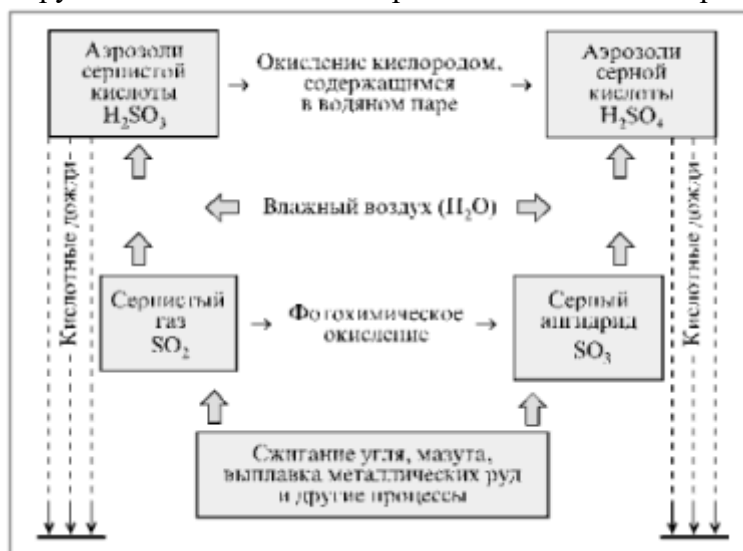 Аэрозоли
сернистой
кислоты
H₂SO₃
→ Окисление кислородом, →
содержащимся
в водяном паре
Аэрозоли
серной
кислоты
H₂SO₄
Кислотные дожди
Влажный воздух (H₂O)
Кислотные дожди
Сернистый
газ
SO₂
→ Фотохимическое →
окисление
Серный
ангидрид
SO₃
Сжигание угля, мазута,
выплавка металлических руд
и другие процессы